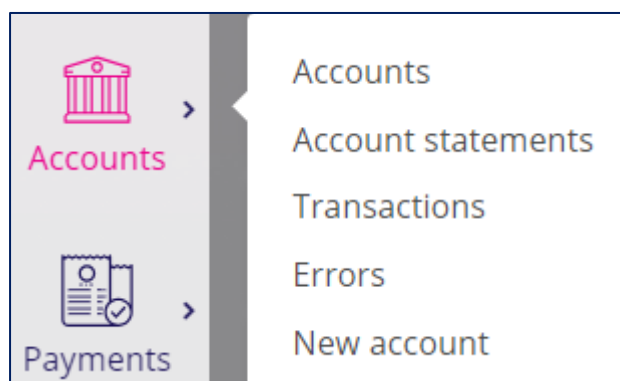 Accounts
Payments
Accounts
Account statements
Transactions
Errors
New account